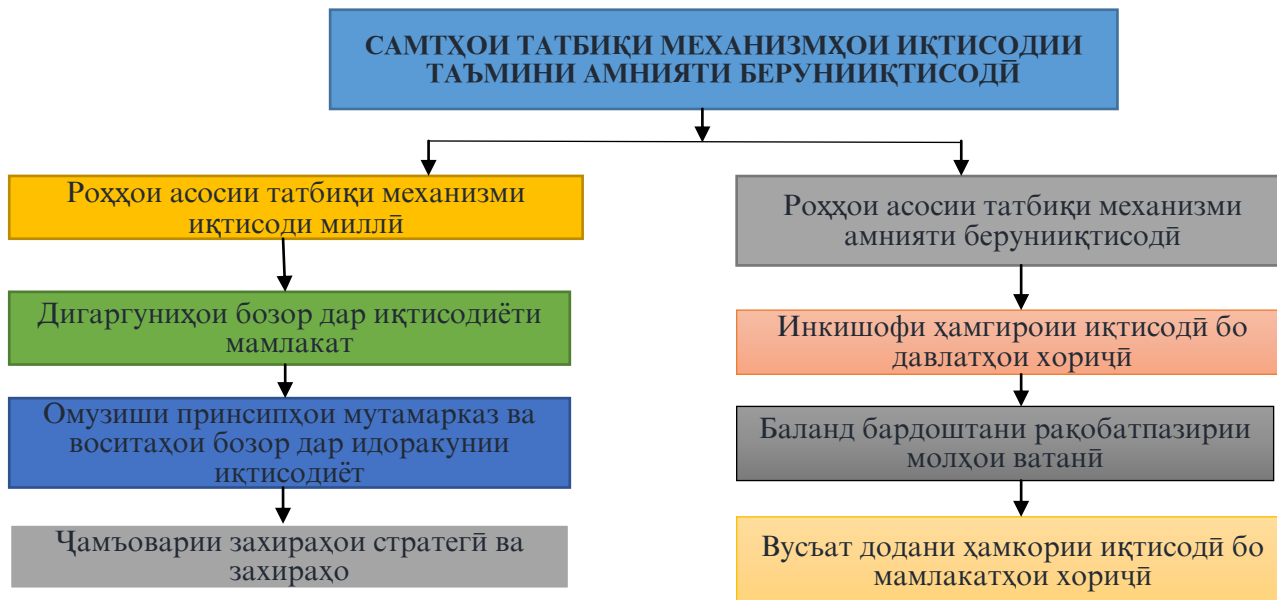 САМТҲОИ ТАТБИҚИ МЕХАНИЗМҲОИ ИҚТИСОДИИ
ТАЪМИНИ АМНИЯТИ БЕРУНИИҚТИСОДӢ
Роҳҳои асосии татбиқи механизми
иқтисоди миллӣ
Дигаргуниҳои бозор дар иқтисодиёти
мамлакат
Омузиши принсипҳои мутамарказ ва
воситаҳои бозор дар идоракунии
иқтисодиёт
Ҷамъоварии захираҳои стратегӣ ва
захираҳо
Роҳҳои асосии татбиқи механизми
амнияти берунииқтисодӣ
Инкишофи ҳамгироии иқтисодӣ бо
давлатҳои хориҷӣ
Баланд бардоштани рақобатпазирии
молҳои ватанӣ
Вусъат додани ҳамкории иқтисодӣ бо
мамлакатҳои хориҷӣ